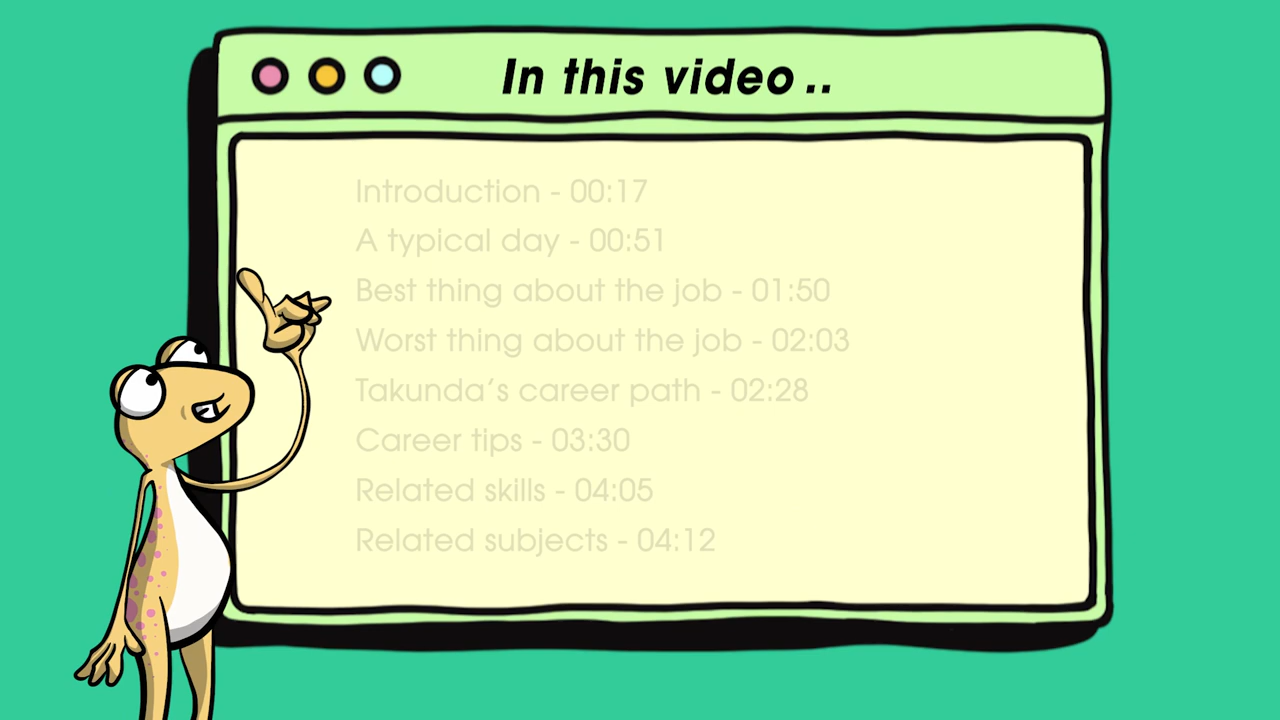 In this video ..
Introduction - 00:17
A typical day - 00:51
Best thing about the job - 01:50
Worst thing about the job - 02:03
Takunda’s career path - 02:28
Career tips - 03:30
Related skills - 04:05
Related subjects - 04:12